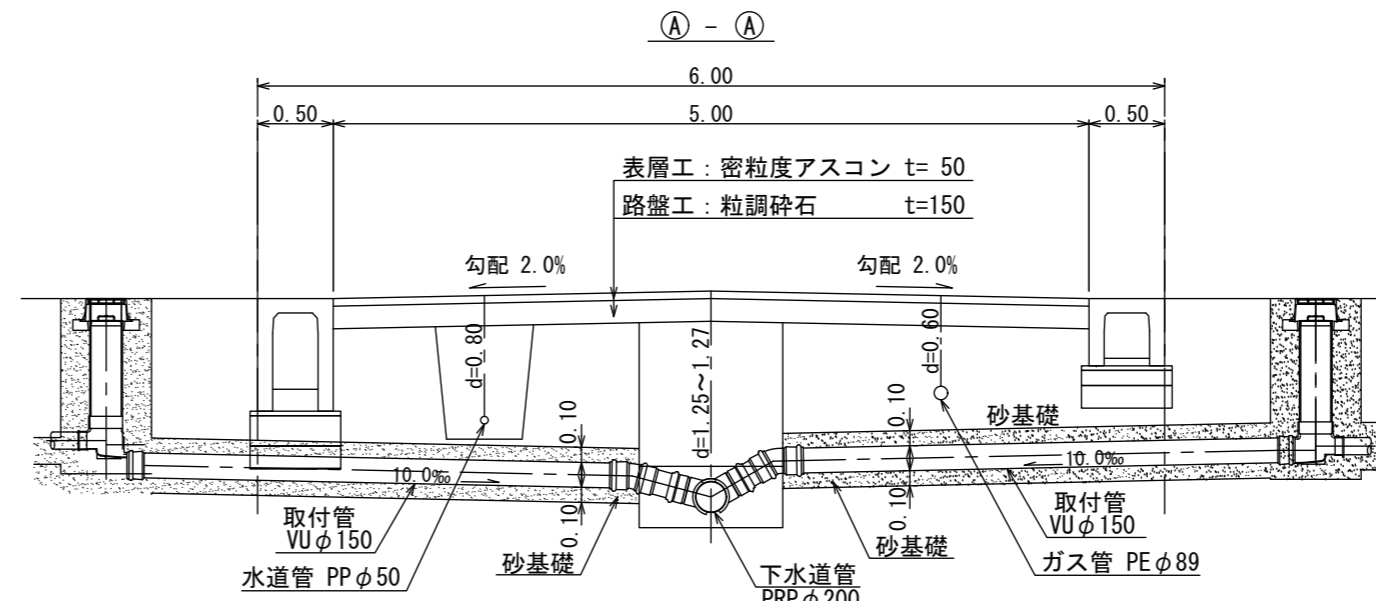 Ⓐ - Ⓐ
6.00
0.50
5.00
0.50
表層工：密粒度アスコン t= 50
路盤工：粒調砕石 t=150
勾配 2.0%
勾配 2.0%
d=0.80
d=1.25～1.27
d=0.60
0.10
0.10
砂基礎
10.0‰
10.0‰
0.10
0.10
取付管
VUφ150
水道管 PPφ50
砂基礎
下水道管
PRPφ200
砂基礎
取付管
VUφ150
ガス管 PEφ89